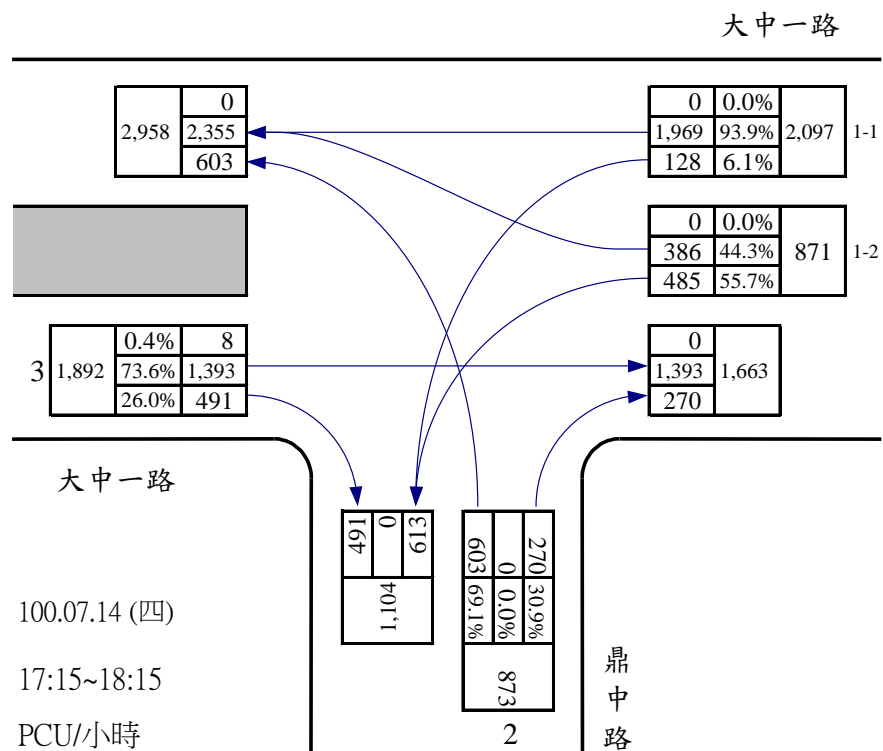 大中一路
0
2,958 2,355
603
0 0.0%
1,969 93.9% 2,097 1-1
128 6.1%
0 0.0%
386 44.3% 871 1-2
485 55.7%
0.4% 8
3 1,892 73.6% 1,393
26.0% 491
0
1,393 1,663
270
大中一路
491 0 613
1,104
603 0 270
69.1% 0.0% 30.9%
873
2
鼎中路
100.07.14 (四)
17:15~18:15
PCU/小時